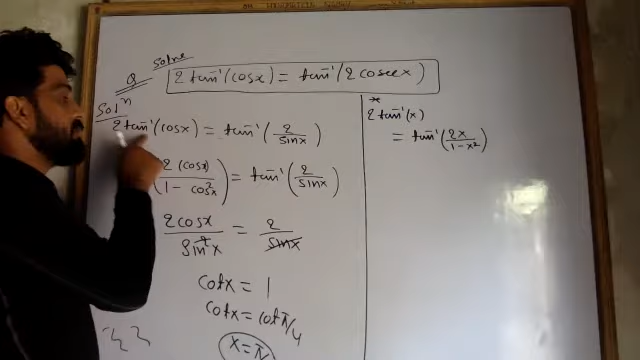 Q Solve
2 tan⁻¹(cosx) = tan⁻¹(2 cosec x)
Solⁿ
2 tan⁻¹(cosx) = tan⁻¹(2/sinx)
(2(cosx)/1 - cos²x) = tan⁻¹(2/sinx)
2cosx/sin²x = 2/sinx
cotx = 1
cotx = cot π/4
x = π/
*
2 tan⁻¹(x)
= tan⁻¹(2x/1-x²)